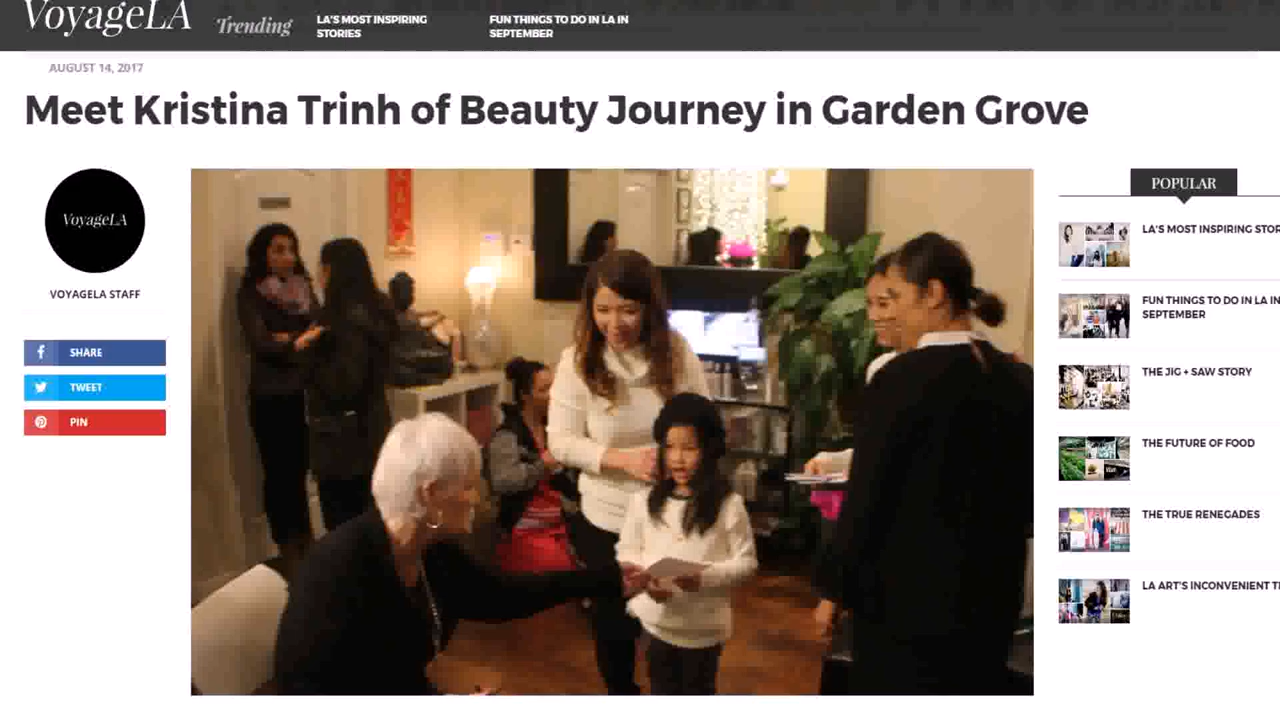 VoyageLA
Trending
LA'S MOST INSPIRING
STORIES
FUN THINGS TO DO IN LA IN
SEPTEMBER
AUGUST 14, 2017
Meet Kristina Trinh of Beauty Journey in Garden Grove
VoyageLA
VOYAGELA STAFF
SHARE
TWEET
PIN
POPULAR
LA'S MOST INSPIRING STOR
FUN THINGS TO DO IN LA IN
SEPTEMBER
THE JIG + SAW STORY
THE FUTURE OF FOOD
THE TRUE RENEGADES
LA ART'S INCONVENIENT T